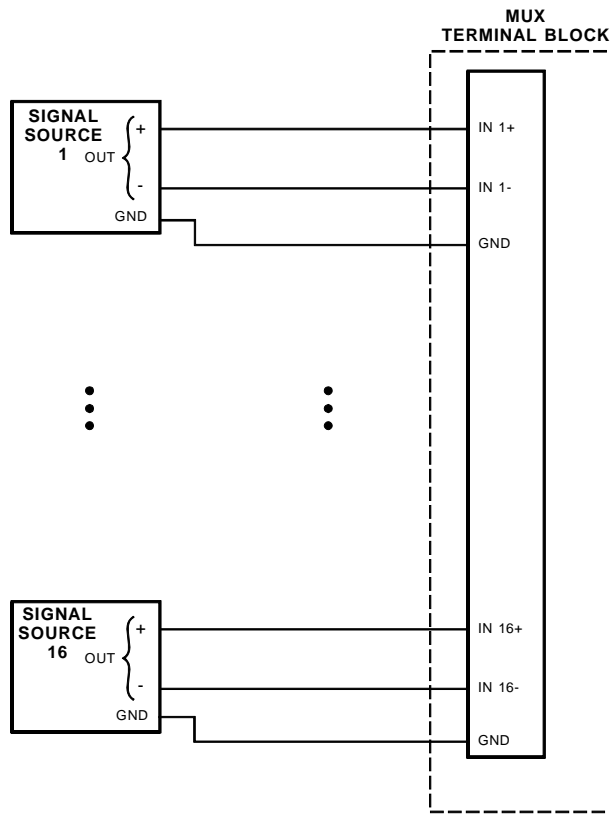 MUX
TERMINAL BLOCK
SIGNAL
SOURCE
1
OUT
+
-
GND
IN 1+
IN 1-
GND
SIGNAL
SOURCE
16
OUT
+
-
GND
IN 16+
IN 16-
GND